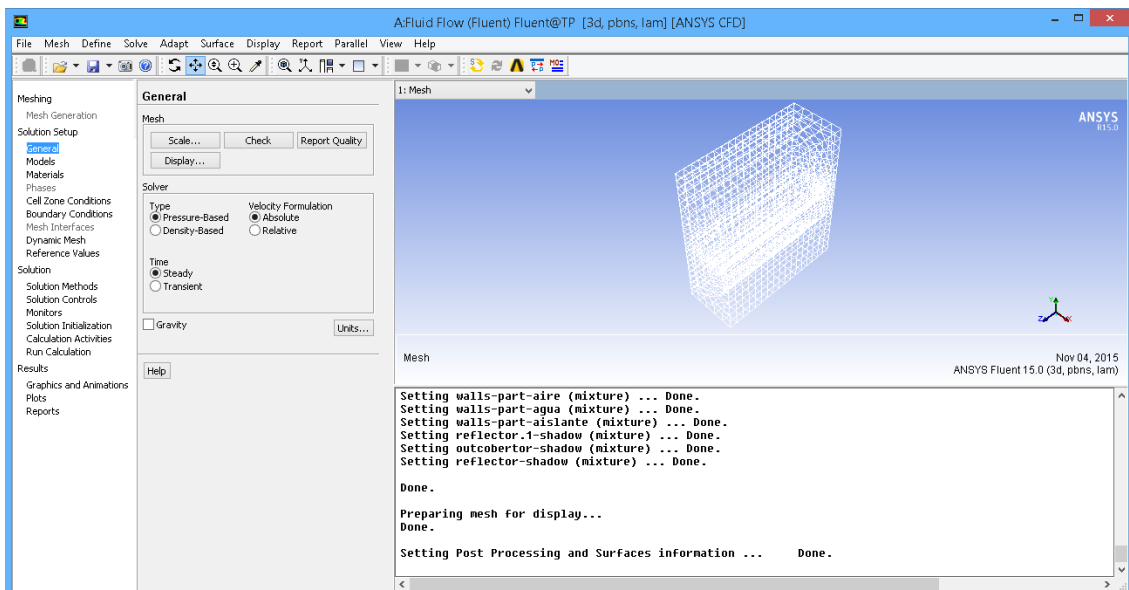 A:Fluid Flow (Fluent) Fluent@TP [3d, pbns, lam] [ANSYS CFD]
File Mesh Define Solve Adapt Surface Display Report Parallel View Help
Meshing
Mesh Generation
Solution Setup
General
Models
Materials
Phases
Cell Zone Conditions
Boundary Conditions
Mesh Interfaces
Dynamic Mesh
Reference Values
Solution
Solution Methods
Solution Controls
Monitors
Solution Initialization
Calculation Activities
Run Calculation
Results
Graphics and Animations
Plots
Reports
General
Mesh
Scale... Check Report Quality
Display...
Solver
Type Velocity Formulation
Pressure-Based Absolute
Density-Based Relative
Time
Steady
Transient
Gravity Units...
Help
1: Mesh
ANSYS
R15.0
Y
Z X
Mesh
Nov 04, 2015
ANSYS Fluent 15.0 (3d, pbns, lam)
Setting walls-part-aire (mixture) ... Done.
Setting walls-part-agua (mixture) ... Done.
Setting walls-part-aislante (mixture) ... Done.
Setting reflector.1-shadow (mixture) ... Done.
Setting outcobertor-shadow (mixture) ... Done.
Setting reflector-shadow (mixture) ... Done.
Done.
Preparing mesh for display...
Done.
Setting Post Processing and Surfaces information ... Done.